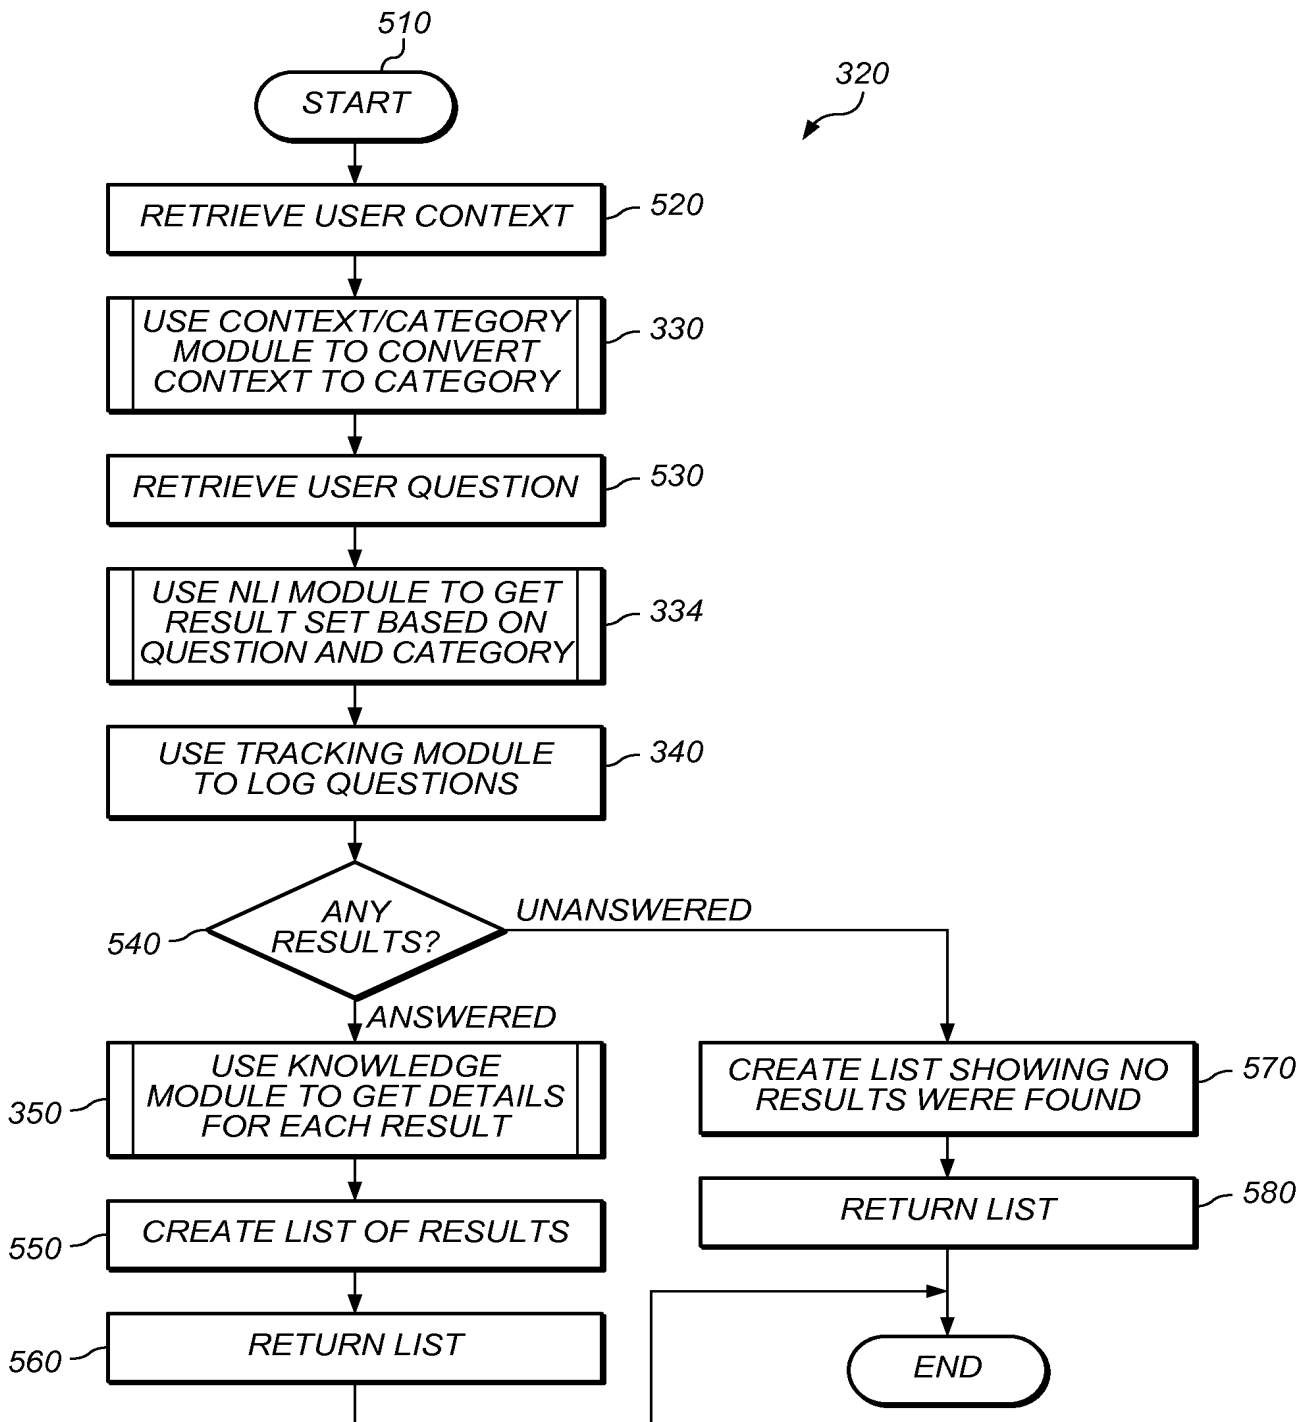 510
START
320
RETRIEVE USER CONTEXT
520
USE CONTEXT/CATEGORY
MODULE TO CONVERT
CONTEXT TO CATEGORY
330
RETRIEVE USER QUESTION
530
USE NLI MODULE TO GET
RESULT SET BASED ON
QUESTION AND CATEGORY
334
USE TRACKING MODULE
TO LOG QUESTIONS
340
ANY
RESULTS?
540
UNANSWERED
ANSWERED
USE KNOWLEDGE
MODULE TO GET DETAILS
FOR EACH RESULT
350
CREATE LIST SHOWING NO
RESULTS WERE FOUND
570
CREATE LIST OF RESULTS
550
RETURN LIST
580
RETURN LIST
560
END